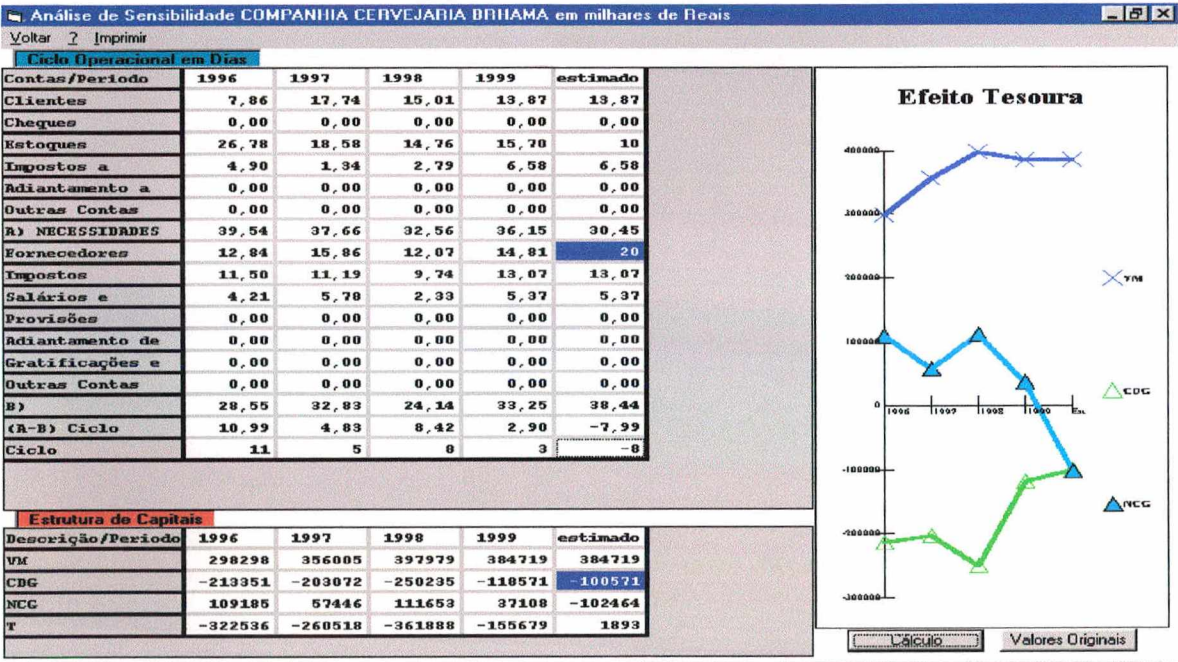 Análise de Sensibilidade COMPANHIA CERVEJARIA BRHAMA em milhares de Reais
Voltar ? Imprimir
Ciclo Operacional em Dias
Contas/Periodo 1996 1997 1998 1999 estimado
Clientes 7,86 17,74 15,01 13,87 13,87
Cheques 0,00 0,00 0,00 0,00 0,00
Estoques 26,78 18,58 14,76 15,70 10
Impostos a 4,90 1,34 2,79 6,58 6,58
Adiantamento a 0,00 0,00 0,00 0,00 0,00
Outras Contas 0,00 0,00 0,00 0,00 0,00
A) NECESSIDADES 39,54 37,66 32,56 36,15 30,45
Fornecedores 12,84 15,86 12,07 14,81 20
Impostos 11,50 11,19 9,74 13,07 13,07
Salários e 4,21 5,78 2,33 5,37 5,37
Provisões 0,00 0,00 0,00 0,00 0,00
Adiantamento de 0,00 0,00 0,00 0,00 0,00
Gratificações e 0,00 0,00 0,00 0,00 0,00
Outras Contas 0,00 0,00 0,00 0,00 0,00
B) 28,55 32,83 24,14 33,25 38,44
(A-B) Ciclo 10,99 4,83 8,42 2,90 -7,99
Ciclo 11 5 8 3 -8
Estrutura de Capitais
Descrição/Periodo 1996 1997 1998 1999 estimado
VM 298298 356005 397979 384719 384719
CDG -213351 -203072 -250235 -118571 -100571
NCG 109185 57446 111653 37108 -102464
T -322536 -260518 -361888 -155679 1893
Efeito Tesoura
400000
300000
200000
100000
0
1996 1997 1998 1999 Est
-100000
-200000
-300000
VM
CDG
NCG
Cálculo Valores Originais